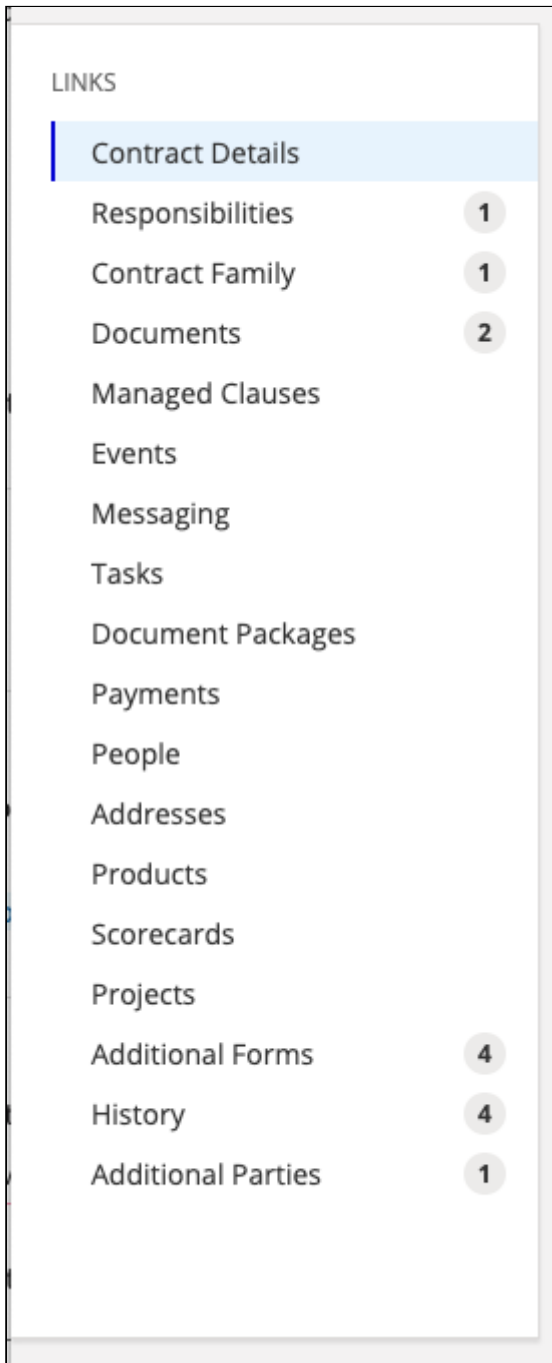 LINKS
Contract Details
Responsibilities 1
Contract Family 1
Documents 2
Managed Clauses
Events
Messaging
Tasks
Document Packages
Payments
People
Addresses
Products
Scorecards
Projects
Additional Forms 4
History 4
Additional Parties 1